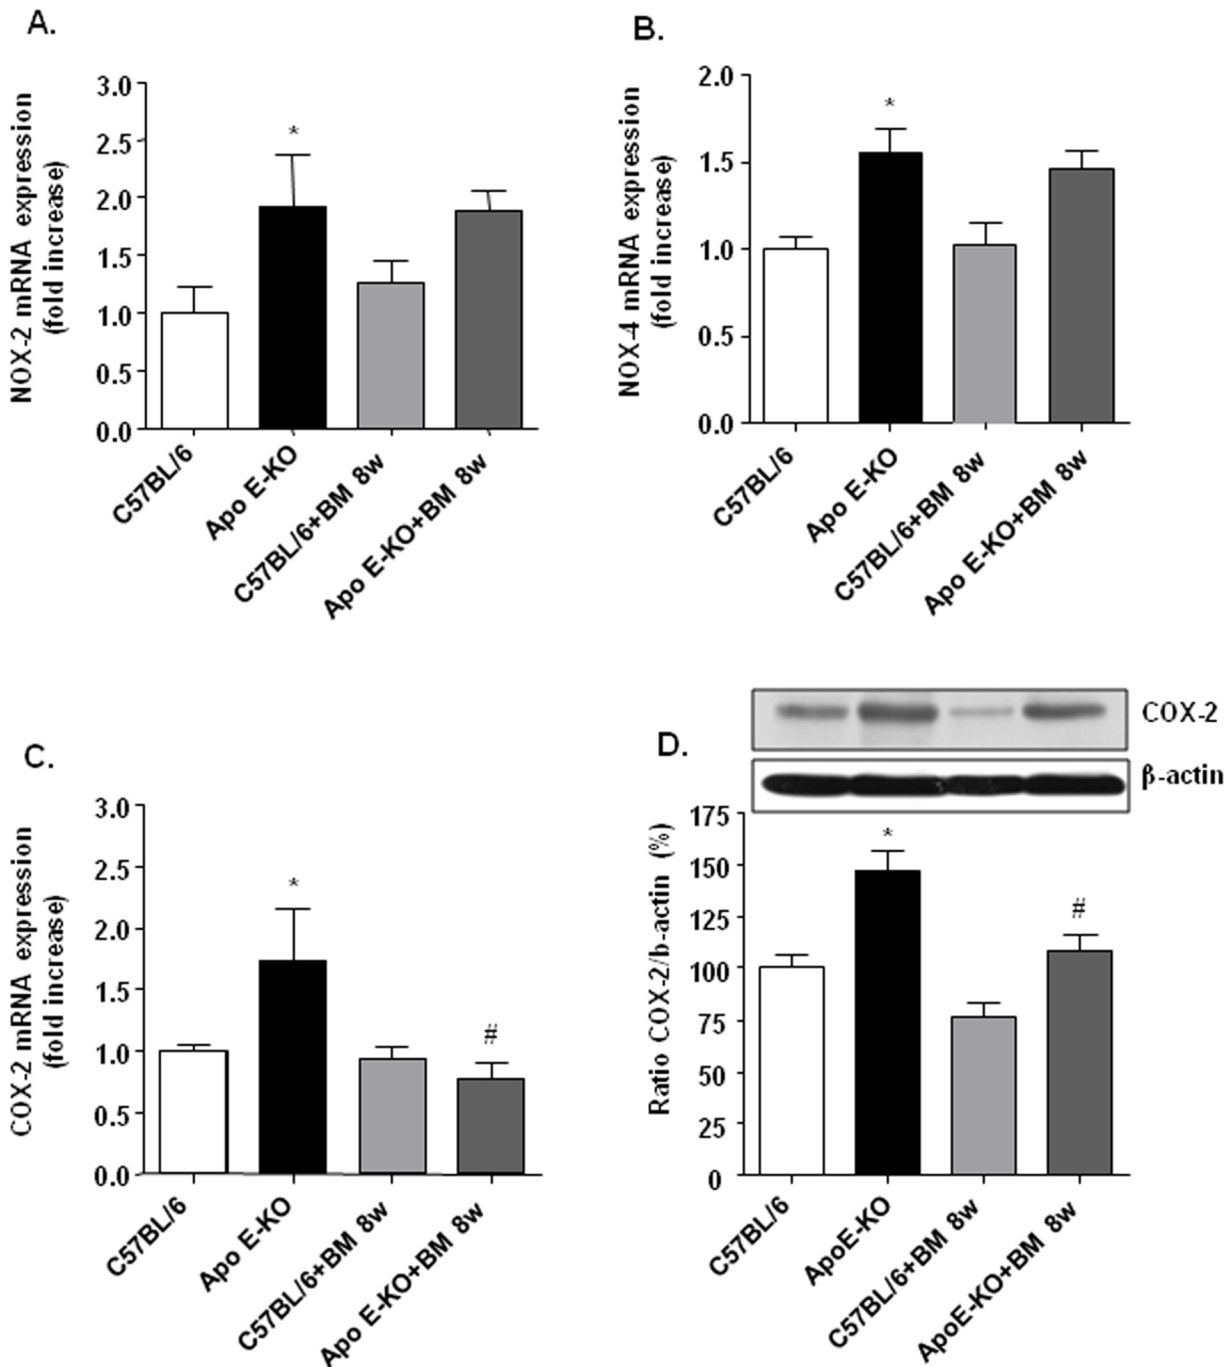 A.
NOX-2 mRNA expression
(fold increase)
3.0
2.5
2.0
1.5
1.0
0.5
0.0
*
C57BL/6
Apo E-KO
C57BL/6+BM 8w
Apo E-KO+BM 8w
B.
NOX-4 mRNA expression
(fold increase)
2.0
1.5
1.0
0.5
0.0
*
C57BL/6
Apo E-KO
C57BL/6+BM 8w
Apo E-KO+BM 8w
C.
COX-2 mRNA expression
(fold increase)
3.0
2.5
2.0
1.5
1.0
0.5
0.0
*
#
C57BL/6
Apo E-KO
C57BL/6+BM 8w
Apo E-KO+BM 8w
D.
COX-2
β-actin
Ratio COX-2/b-actin (%)
175
150
125
100
75
50
25
0
*
#
C57BL/6
ApoE-KO
C57BL/6+BM 8w
ApoE-KO+BM 8w